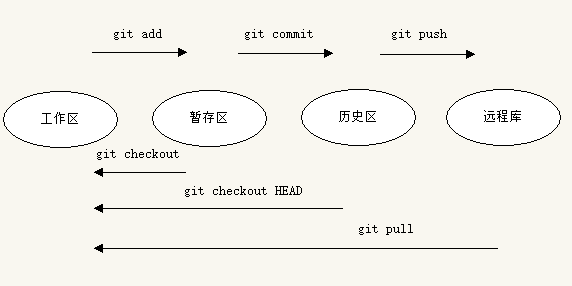 git add
git commit
git push
工作区
暂存区
历史区
远程库
git checkout
git checkout HEAD
git pull